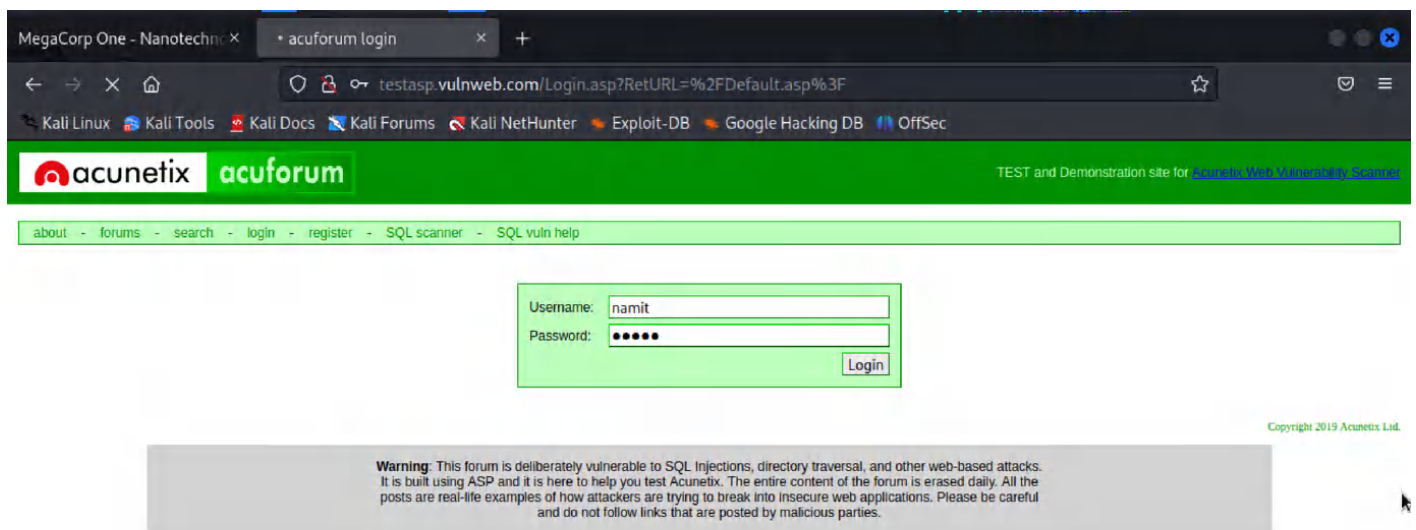 MegaCorp One - Nanotechno
acuforum login
testasp.vulnweb.com/Login.asp?RetURL=%2FDefault.asp%3F
Kali Linux Kali Tools Kali Docs Kali Forums Kali NetHunter Exploit-DB Google Hacking DB OffSec
acunetix acuforum
TEST and Demonstration site for Acunetix Web Vulnerability Scanner
about - forums - search - login - register - SQL scanner - SQL vuln help
Username: namit
Password: •••••
Login
Copyright 2019 Acunetix Ltd.
Warning: This forum is deliberately vulnerable to SQL Injections, directory traversal, and other web-based attacks.
It is built using ASP and it is here to help you test Acunetix. The entire content of the forum is erased daily. All the
posts are real-life examples of how attackers are trying to break into insecure web applications. Please be careful
and do not follow links that are posted by malicious parties.